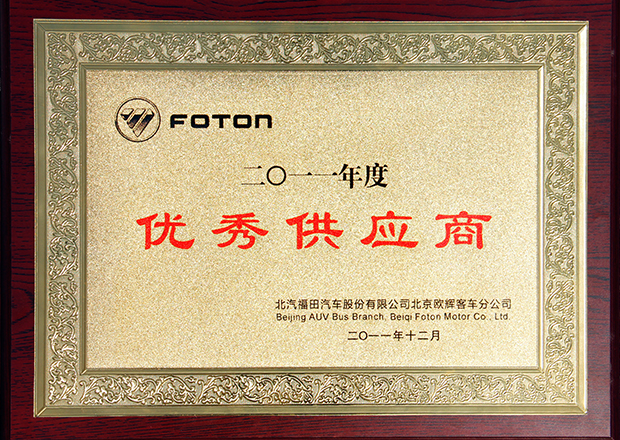 FOTON
二〇一一年度
优秀供应商
北汽福田汽车股份有限公司北京欧辉客车分公司
Beijing AUV Bus Branch, Beiqi Foton Motor Co., Ltd.
二〇一一年十二月